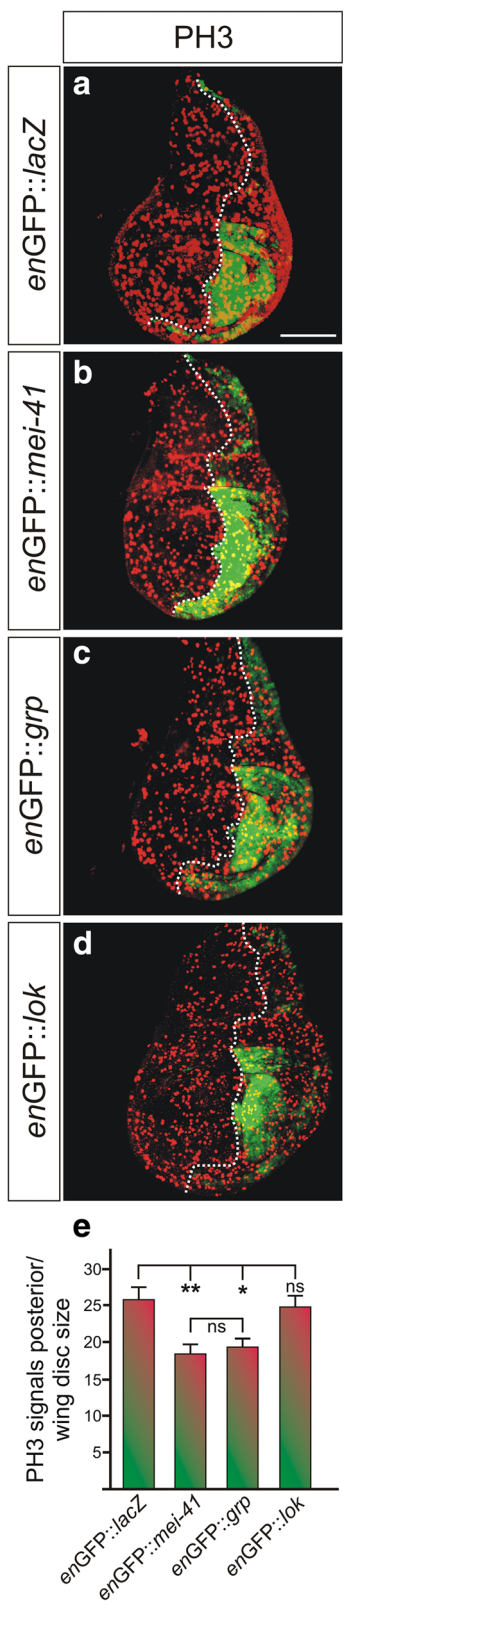 PH3
enGFP::lacZ
a
enGFP::mei-41
b
enGFP::grp
c
enGFP::lok
d
e
PH3 signals posterior/
wing disc size
30
25
20
15
10
5
** * ns
ns
enGFP::lacZ
enGFP::mei-41
enGFP::grp
enGFP::lok